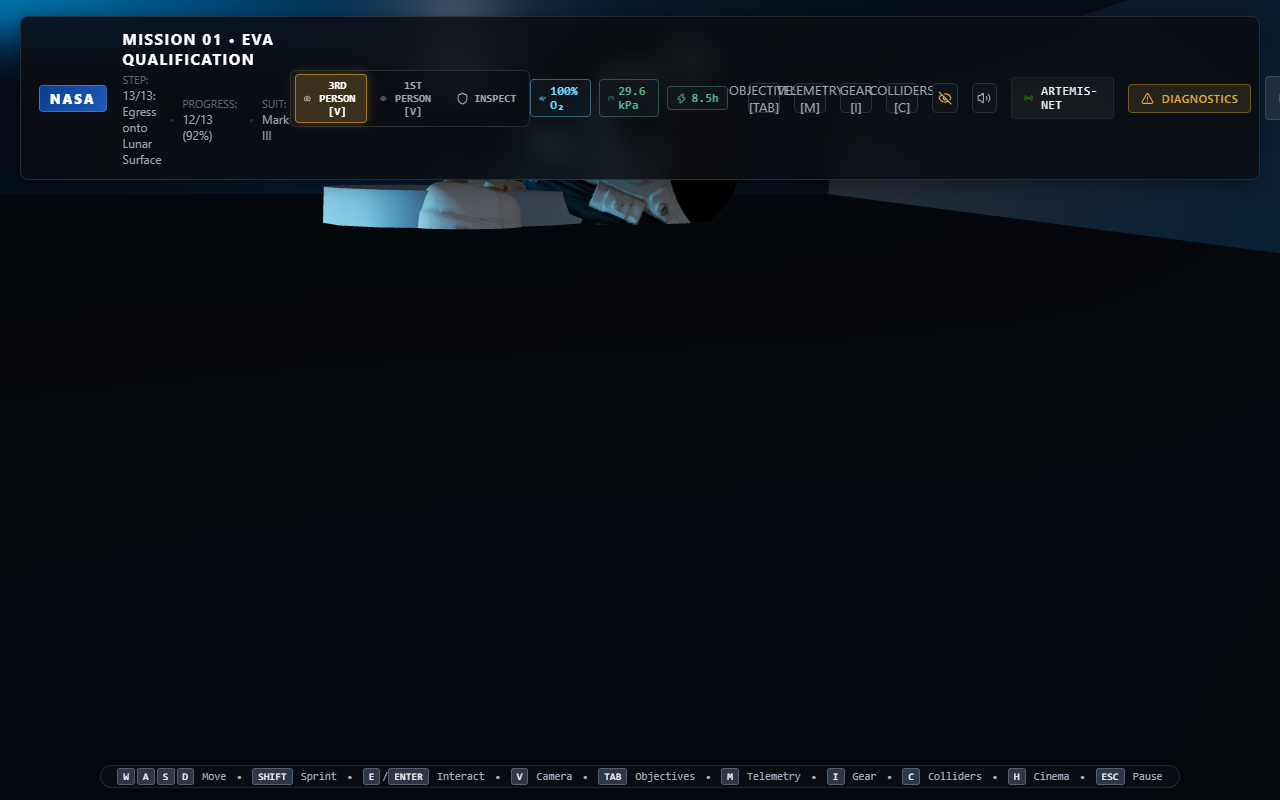 NASA
MISSION 01 • EVA
QUALIFICATION
STEP:
13/13:
Egress
onto
Lunar
Surface
PROGRESS:
12/13
(92%)
SUIT:
Mark
III
3RD
PERSON
[V]
1ST
PERSON
[V]
INSPECT
100%
O₂
29.6
kPa
8.5h
OBJECTIVE
[TAB]
TELEMETRY
[M]
GEAR
[I]
COLLIDERS
[C]
ARTEMIS-
NET
DIAGNOSTICS
W A S D Move • SHIFT Sprint • E / ENTER Interact • V Camera • TAB Objectives • M Telemetry • I Gear • C Colliders • H Cinema • ESC Pause